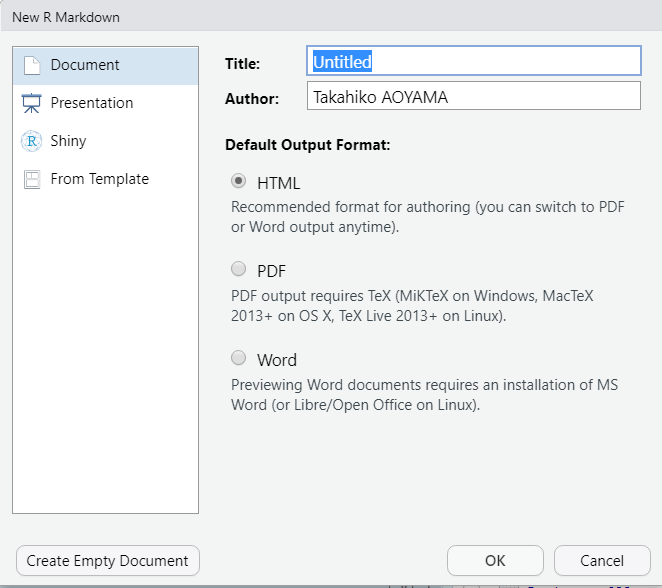 New R Markdown
Document
Presentation
Shiny
From Template
Title:
Untitled
Author:
Takahiko AOYAMA
Default Output Format:
HTML
Recommended format for authoring (you can switch to PDF
or Word output anytime).
PDF
PDF output requires TeX (MiKTeX on Windows, MacTeX
2013+ on OS X, TeX Live 2013+ on Linux).
Word
Previewing Word documents requires an installation of MS
Word (or Libre/Open Office on Linux).
Create Empty Document
OK
Cancel